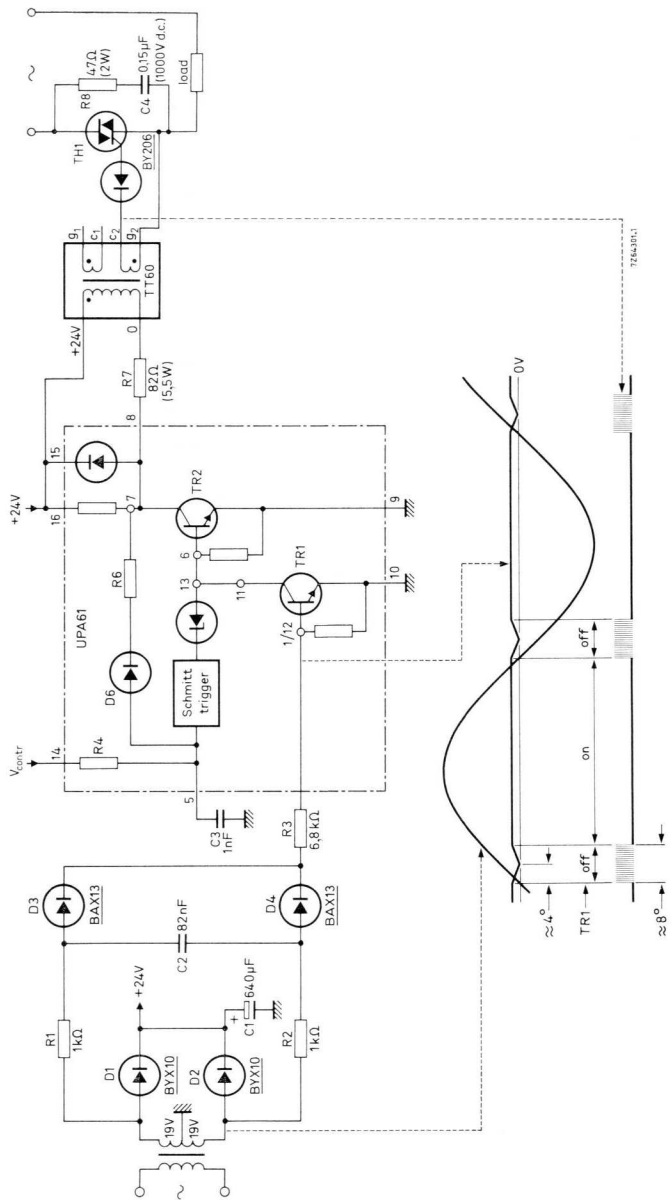 19V
19V
D1
BYX10
D2
BYX10
+24V
+
C1
640µF
R1
1kΩ
R2
1kΩ
C2
82nF
D3
BAX13
D4
BAX13
R3
6,8kΩ
C3
1nF
5
Vcontr
14
R4
UPA61
D6
R6
Schmitt
trigger
13
6
11
1/12
TR1
10
TR2
9
7
+24V
16
15
8
R7
82Ω
(5,5W)
+24V
0
TT60
g1
c1
c2
g2
BY206
TH1
R8
47Ω
(2W)
C4
0,15µF
(1000V d.c.)
load
≈4°
TR1
≈8°
off
on
off
0V
7Z64301.1